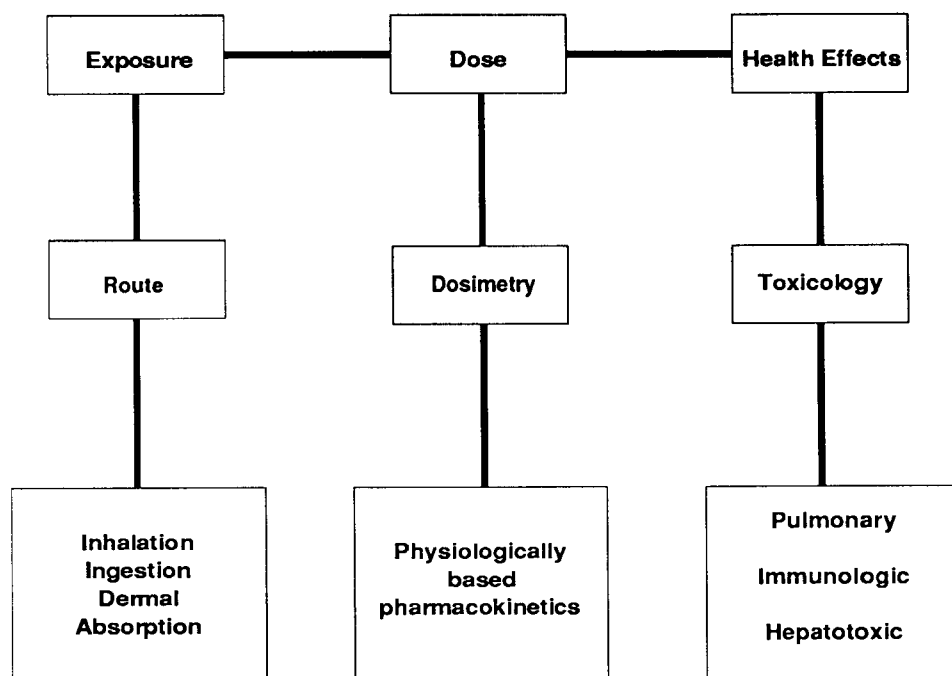 Exposure
Dose
Health Effects
Route
Dosimetry
Toxicology
Inhalation
Ingestion
Dermal
Absorption
Physiologically
based
pharmacokinetics
Pulmonary
Immunologic
Hepatotoxic